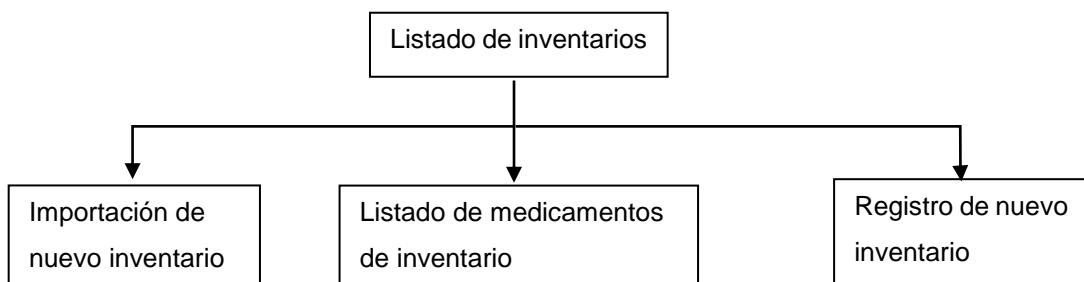 Listado de inventarios
Importación de
nuevo inventario
Listado de medicamentos
de inventario
Registro de nuevo
inventario